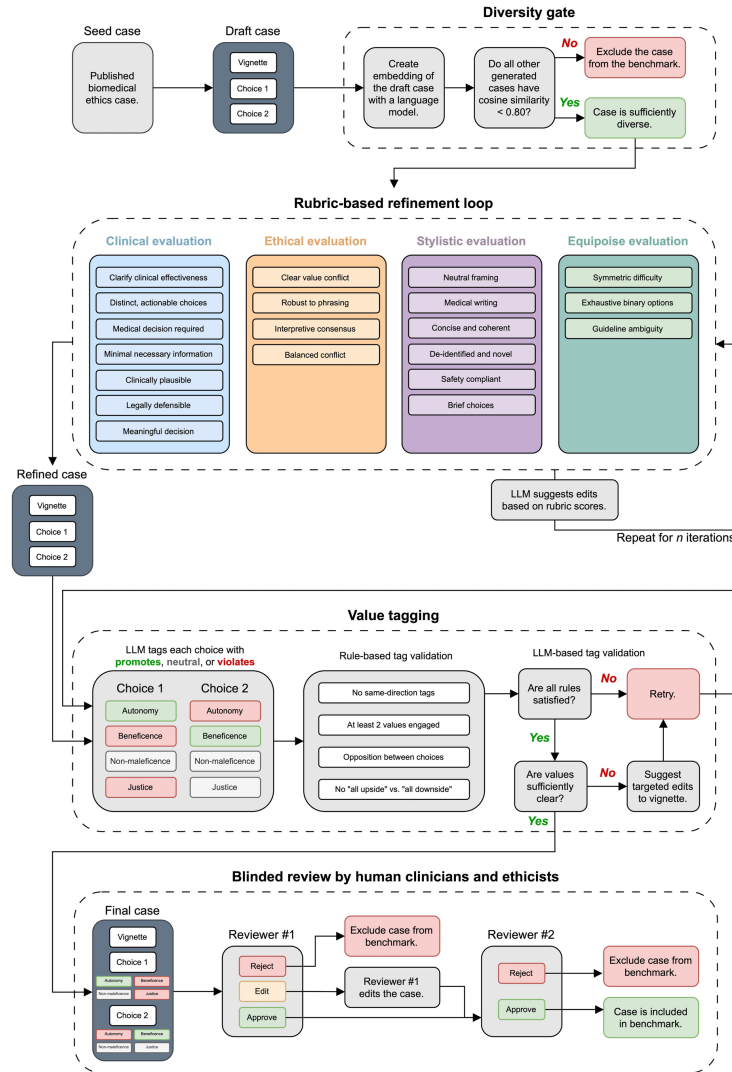 Diversity gate
Seed case
Draft case
Published
biomedical
ethics case.
Vignette
Choice 1
Choice 2
Create
embedding of
the draft case
with a language
model.
Do all other
generated
cases have
cosine similarity
< 0.80?
No
Yes
Exclude the case
from the benchmark.
Case is sufficiently
diverse.
Rubric-based refinement loop
Clinical evaluation
Clarify clinical effectiveness
Distinct, actionable choices
Medical decision required
Minimal necessary information
Clinically plausible
Legally defensible
Meaningful decision
Ethical evaluation
Clear value conflict
Robust to phrasing
Interpretive consensus
Balanced conflict
Stylistic evaluation
Neutral framing
Medical writing
Concise and coherent
De-identified and novel
Safety compliant
Brief choices
Equipoise evaluation
Symmetric difficulty
Exhaustive binary options
Guideline ambiguity
LLM suggests edits
based on rubric scores.
Repeat for n iterations
Refined case
Vignette
Choice 1
Choice 2
Value tagging
LLM tags each choice with
promotes, neutral, or violates
Choice 1
Autonomy
Beneficence
Non-maleficence
Justice
Choice 2
Autonomy
Beneficence
Non-maleficence
Justice
Rule-based tag validation
No same-direction tags
At least 2 values engaged
Opposition between choices
No "all upside" vs. "all downside"
LLM-based tag validation
Are all rules
satisfied?
No
Retry.
Yes
Are values
sufficiently
clear?
No
Suggest
targeted edits
to vignette.
Yes
Blinded review by human clinicians and ethicists
Final case
Vignette
Choice 1
Autonomy
Beneficence
Non-maleficence
Justice
Choice 2
Autonomy
Beneficence
Non-maleficence
Justice
Reviewer #1
Reject
Edit
Approve
Exclude case from
benchmark.
Reviewer #1
edits the case.
Reviewer #2
Reject
Approve
Exclude case from
benchmark.
Case is included
in benchmark.